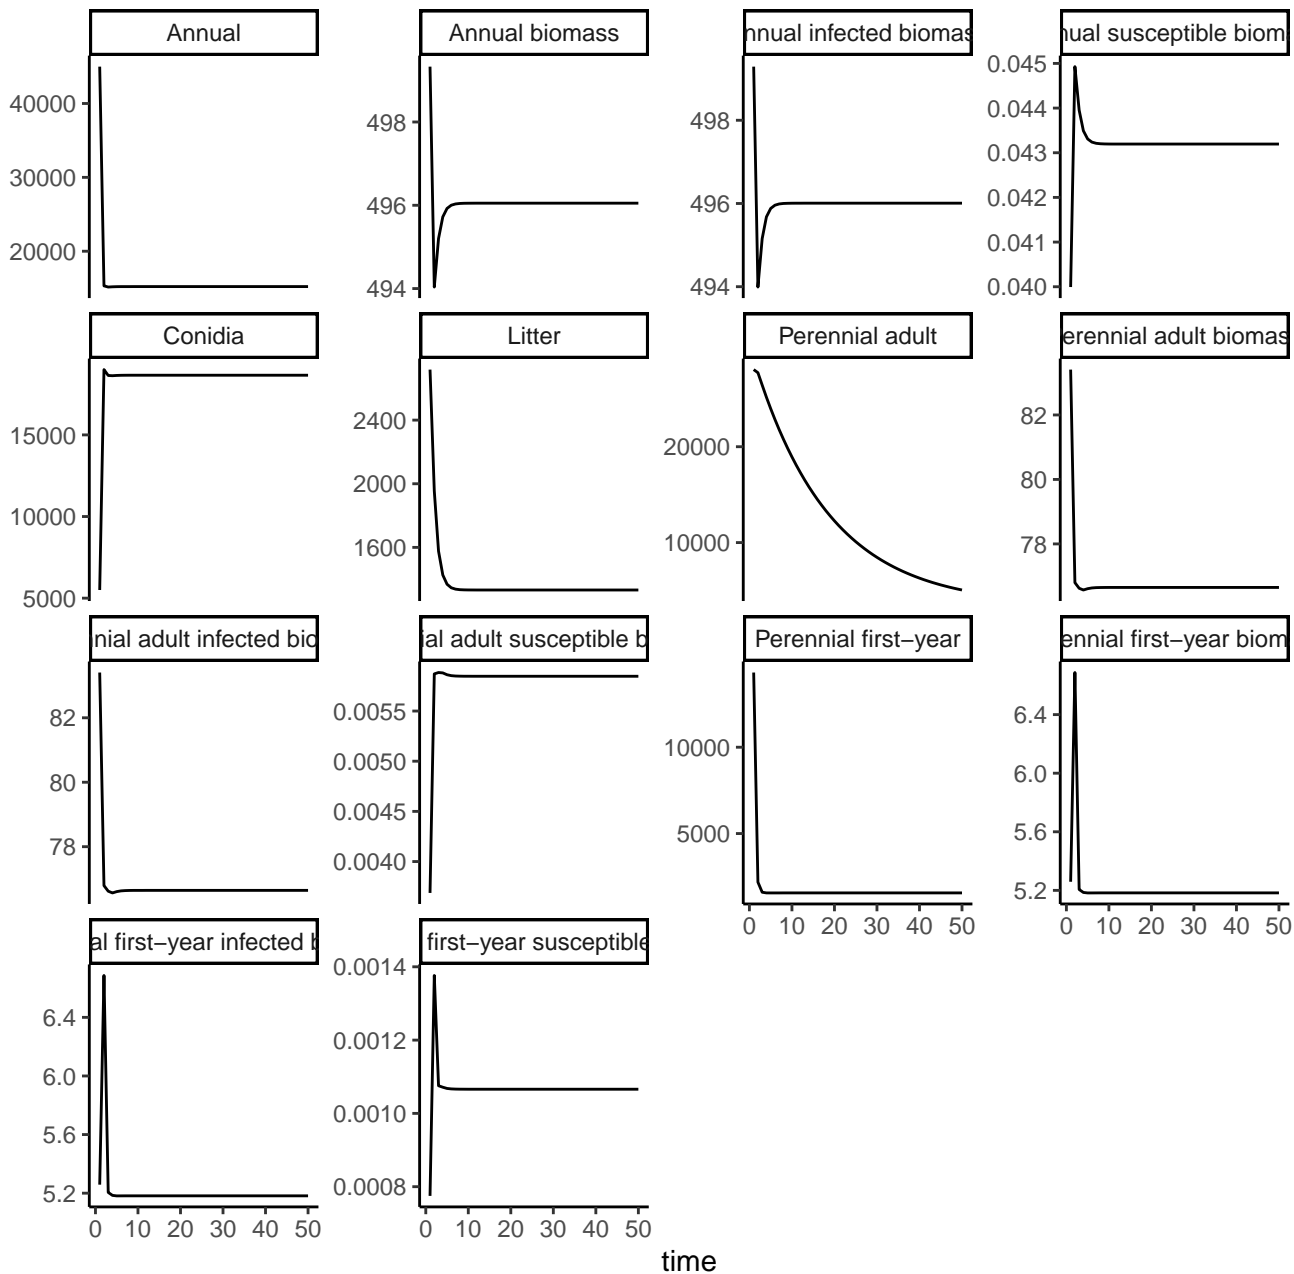 Annual
Annual biomass
nnual infected biomas
nual susceptible biom
40000
30000
20000
498
496
494
498
496
494
0.045
0.044
0.043
0.042
0.041
0.040
Conidia
Litter
Perennial adult
erennial adult biomas
15000
10000
5000
2400
2000
1600
20000
10000
82
80
78
nial adult infected bio
ial adult susceptible b
Perennial first−year
ennial first−year biom
82
80
78
0.0055
0.0050
0.0045
0.0040
10000
5000
6.4
6.0
5.6
5.2
0 10 20 30 40 50
0 10 20 30 40 50
al first−year infected b
first−year susceptible
6.4
6.0
5.6
5.2
0.0014
0.0012
0.0010
0.0008
0 10 20 30 40 50
0 10 20 30 40 50
time